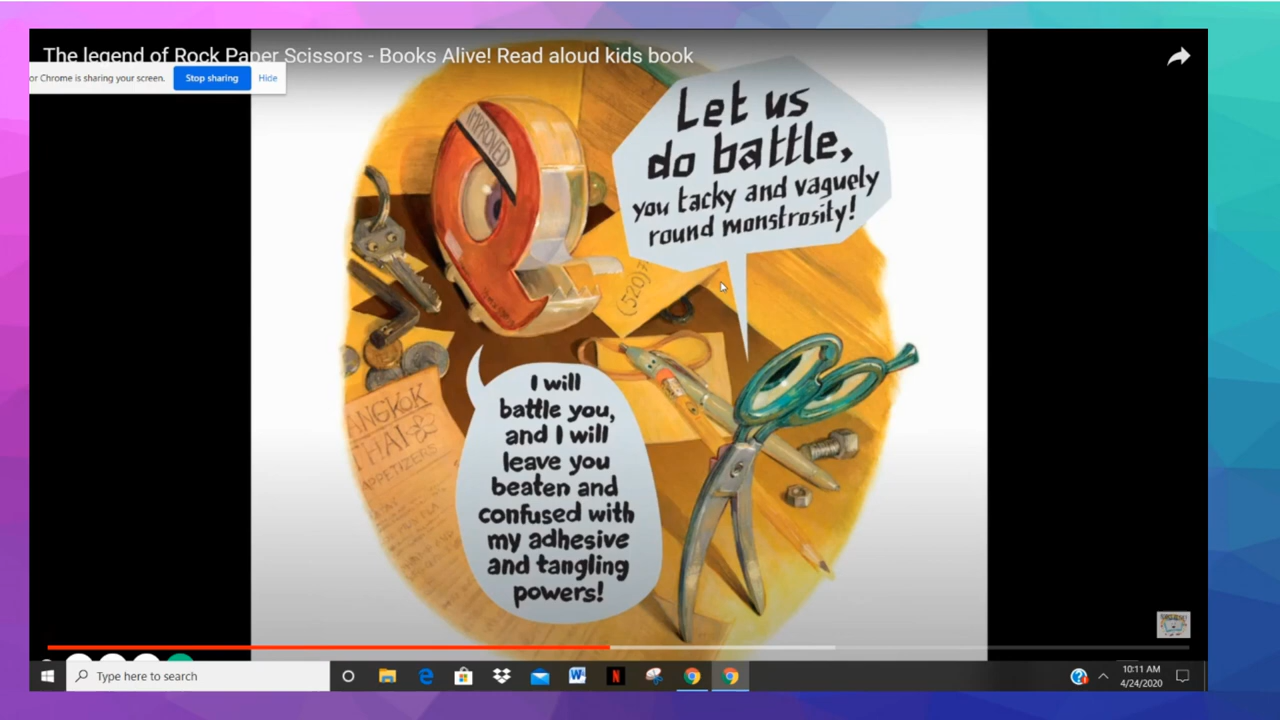 The legend of Rock Paper Scissors - Books Alive! Read aloud kids book
or Chrome is sharing your screen.
Stop sharing
Hide
IMPROVED
Let us
do battle,
you tacky and vaguely
round monstrosity!
(520)7
I will
battle you,
and I will
leave you
beaten and
confused with
my adhesive
and tangling
powers!
ANGKOK
THAI
APPETIZERS
Type here to search
10:11 AM
4/24/2020